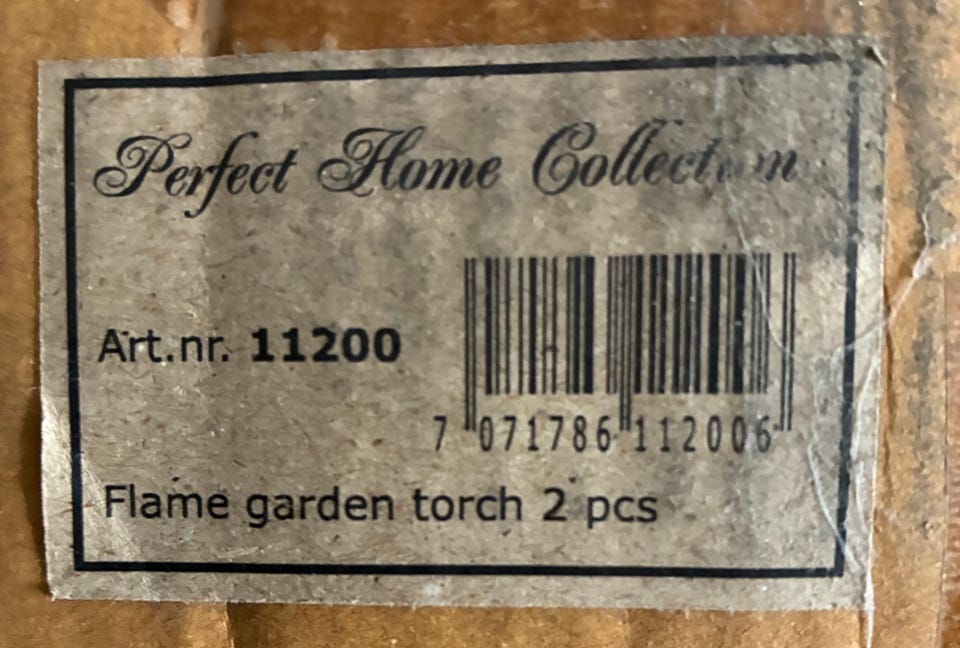 Perfect Home Collection
Art.nr. 11200
7 071786 112006
Flame garden torch 2 pcs